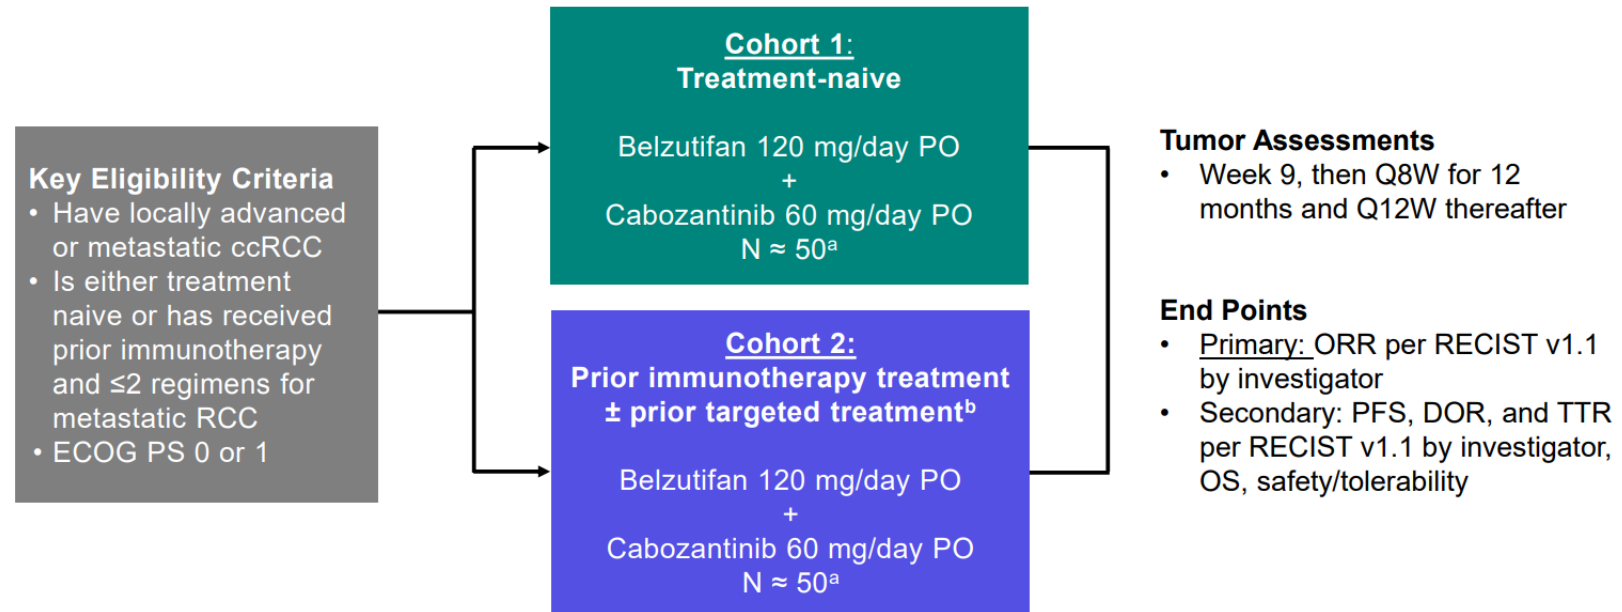 Key Eligibility Criteria
• Have locally advanced
or metastatic ccRCC
• Is either treatment
naive or has received
prior immunotherapy
and ≤2 regimens for
metastatic RCC
• ECOG PS 0 or 1
Cohort 1:
Treatment-naive
Belzutifan 120 mg/day PO
+
Cabozantinib 60 mg/day PO
N ≈ 50ᵃ
Cohort 2:
Prior immunotherapy treatment
± prior targeted treatmentᵇ
Belzutifan 120 mg/day PO
+
Cabozantinib 60 mg/day PO
N ≈ 50ᵃ
Tumor Assessments
• Week 9, then Q8W for 12
months and Q12W thereafter
End Points
• Primary: ORR per RECIST v1.1
by investigator
• Secondary: PFS, DOR, and TTR
per RECIST v1.1 by investigator,
OS, safety/tolerability